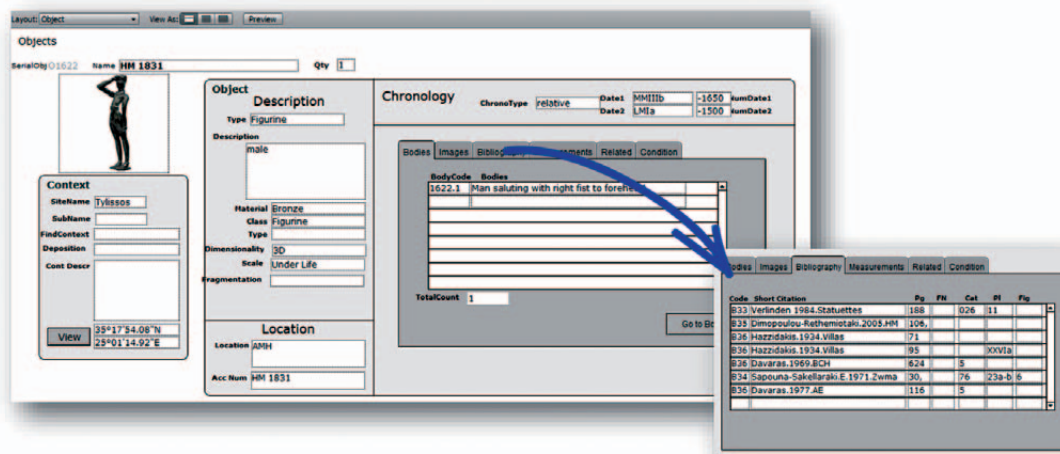 Layout: Object View As: Preview
Objects
SerialObj O1622 Name HM 1831 Qty 1
Context
SiteName Tylissos
SubName
FindContext
Deposition
Cont Descr
View 35°17'54.08"N
25°01'14.92"E
Object
Description
Type Figurine
Description
male
Material Bronze
Class Figurine
Type
Dimensionality 3D
Scale Under Life
Fragmentation
Location
Location AMH
Acc Num HM 1831
Chronology ChronoType relative Date1 MMIIIb -1650 NumDate1
Date2 LMIa -1500 NumDate2
Bodies Images Bibliography Related Condition
BodyCode Bodies
1622.1 Man saluting with right fist to
TotalCount 1
Go to
Bodies Images Bibliography Measurements Related Condition
Code Short Citation Pg FN Cat Pl Fig
B33 Verlinden 1984.Statuettes 188 026 11
B35 Dimopoulou-Rethemiotaki.2005.HM 106,
B36 Hazzidakis.1934.Villas 71
B36 Hazzidakis.1934.Villas 95 XXVIa
B36 Davaras.1969.BCH 624 5
B34 Sapouna-Sakellaraki.E.1971.Zwma 30, 76 23a-b 6
B36 Davaras.1977.AE 116 5